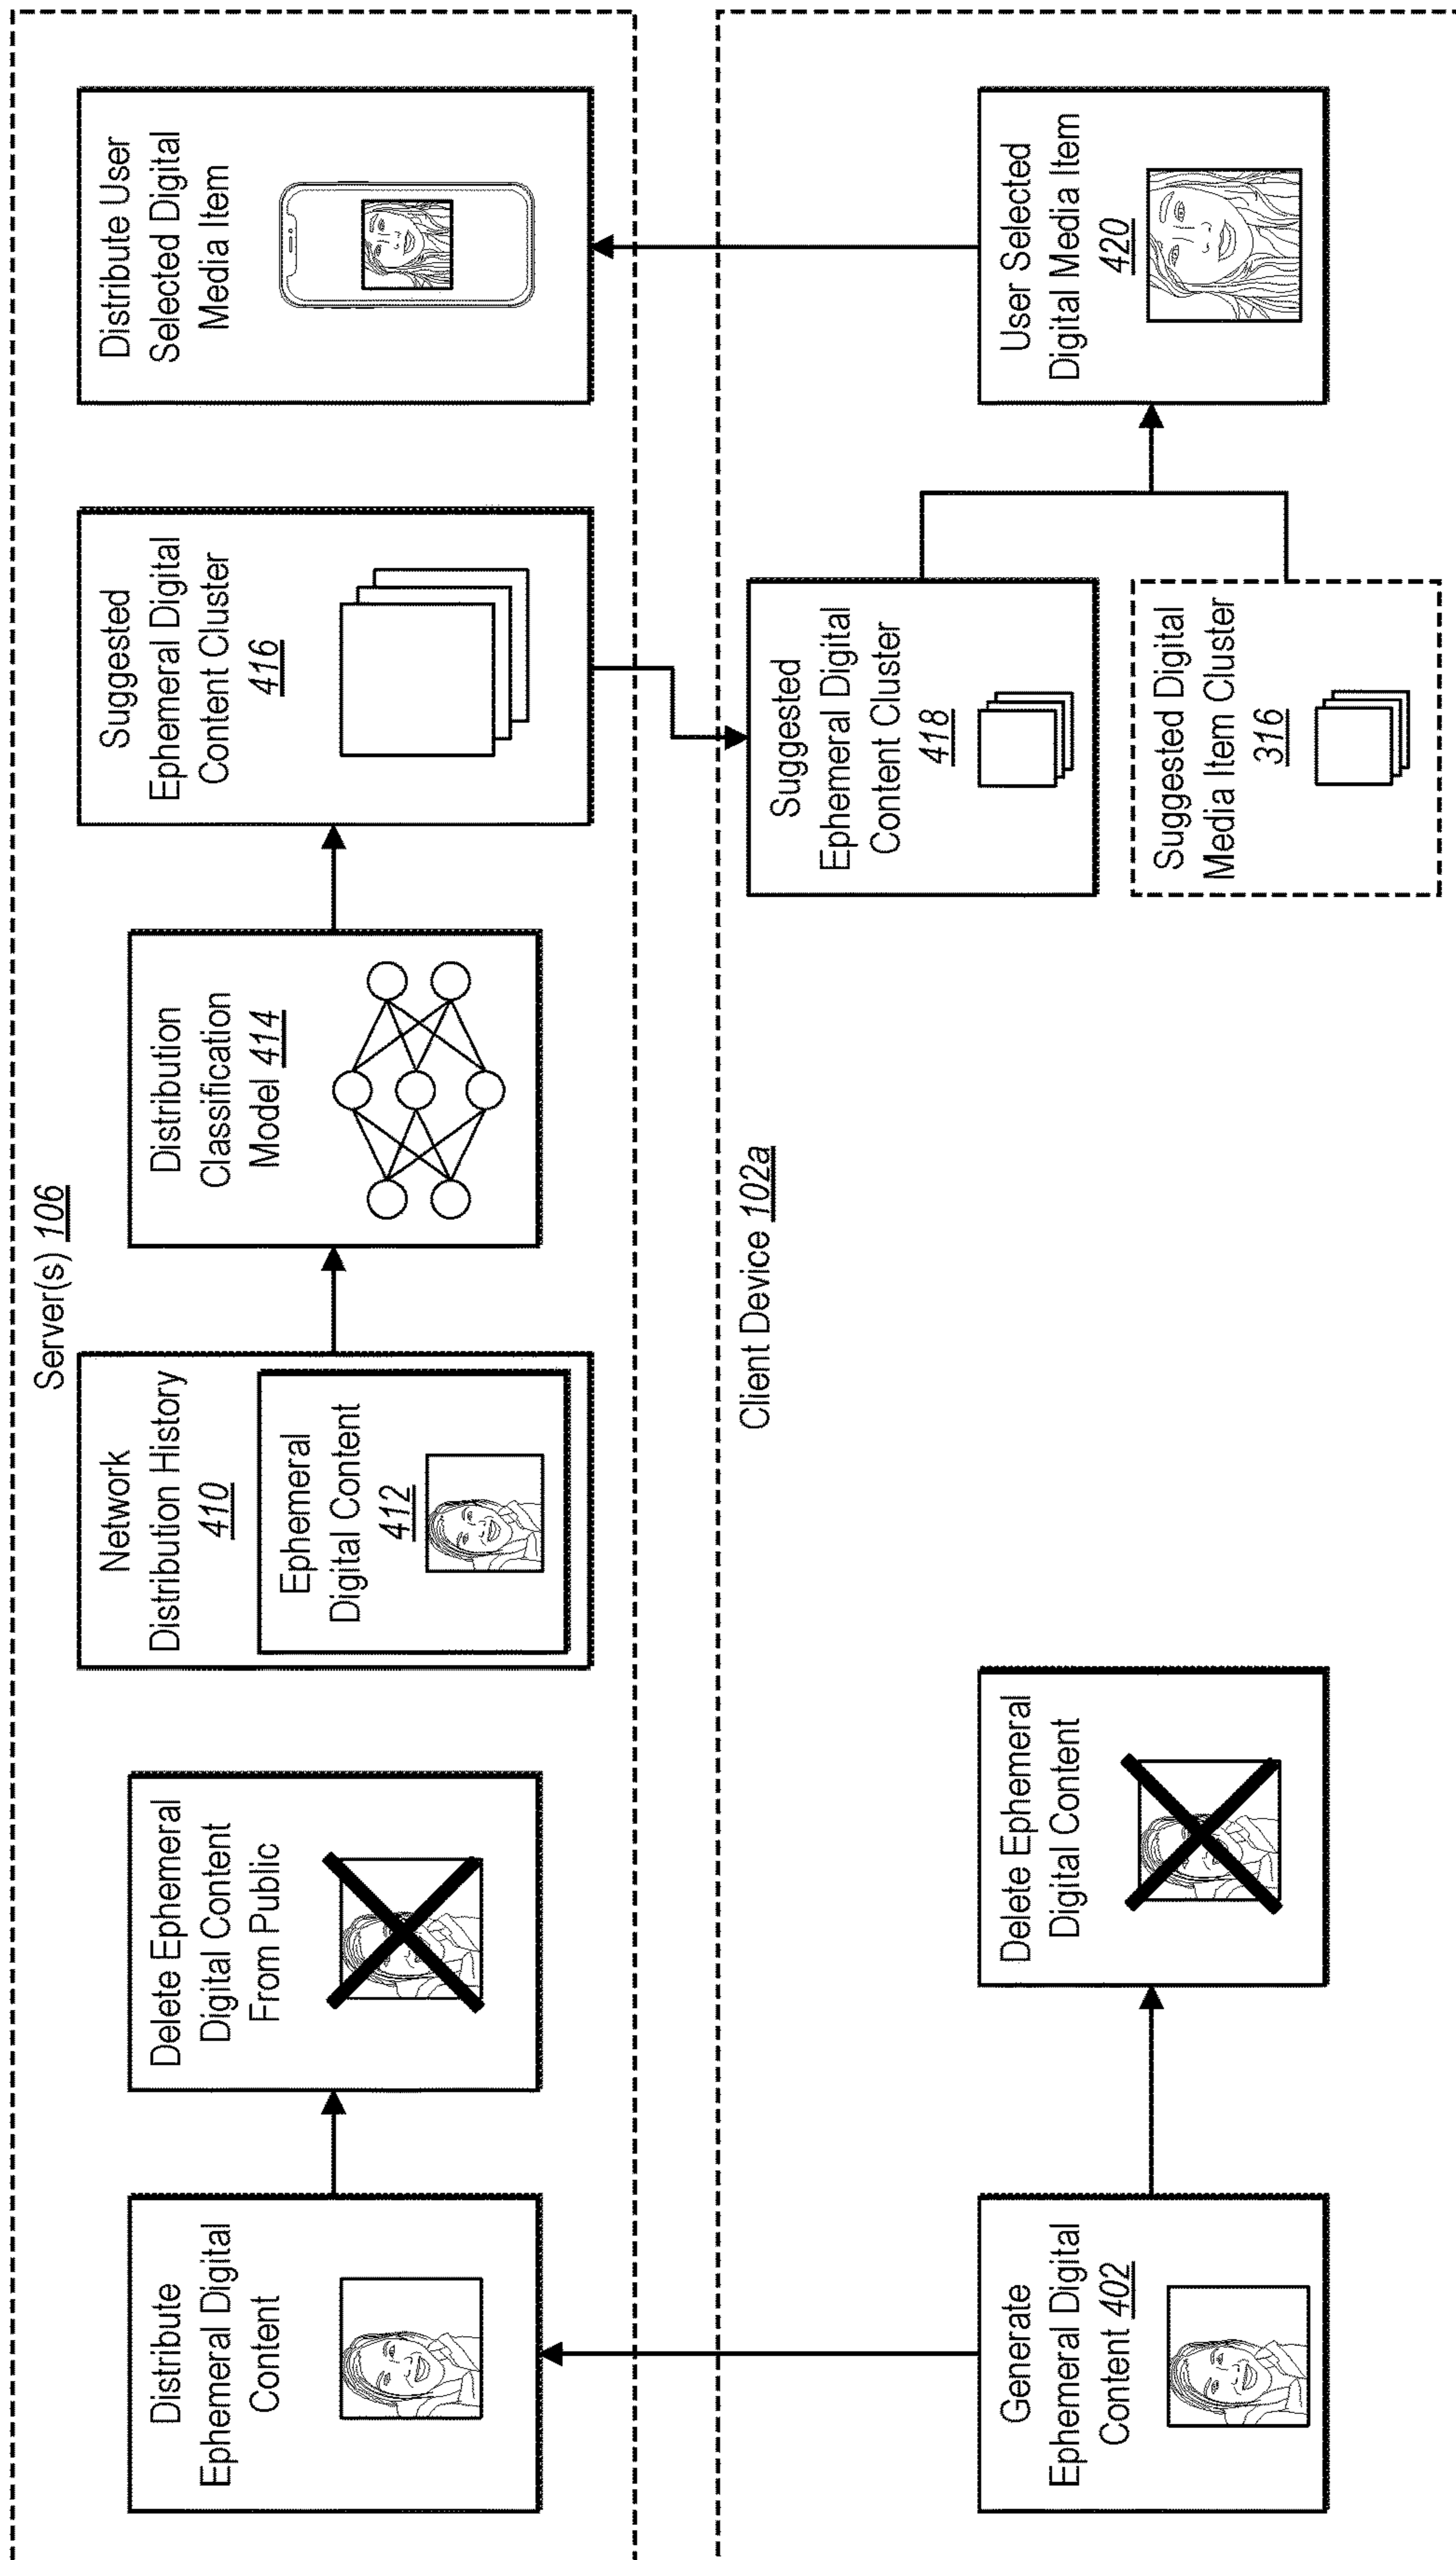 Server(s) 106
Distribute
Ephemeral Digital
Content
Delete Ephemeral
Digital Content
From Public
Network
Distribution History
410
Ephemeral
Digital Content
412
Distribution
Classification
Model 414
Suggested
Ephemeral Digital
Content Cluster
416
Distribute User
Selected Digital
Media Item
Client Device 102a
Generate
Ephemeral Digital
Content 402
Delete Ephemeral
Digital Content
Suggested
Ephemeral Digital
Content Cluster
418
Suggested Digital
Media Item Cluster
316
User Selected
Digital Media Item
420